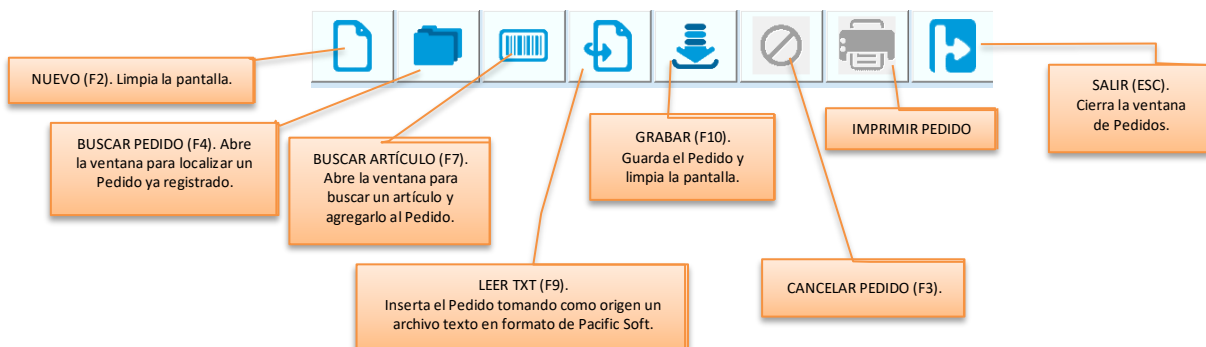 NUEVO (F2). Limpia la pantalla.
BUSCAR PEDIDO (F4). Abre
la ventana para localizar un
Pedido ya registrado.
BUSCAR ARTÍCULO (F7).
Abre la ventana para
buscar un artículo y
agregarlo al Pedido.
LEER TXT (F9).
Inserta el Pedido tomando como origen un
archivo texto en formato de Pacific Soft.
GRABAR (F10).
Guarda el Pedido y
limpia la pantalla.
CANCELAR PEDIDO (F3).
IMPRIMIR PEDIDO
SALIR (ESC).
Cierra la ventana
de Pedidos.